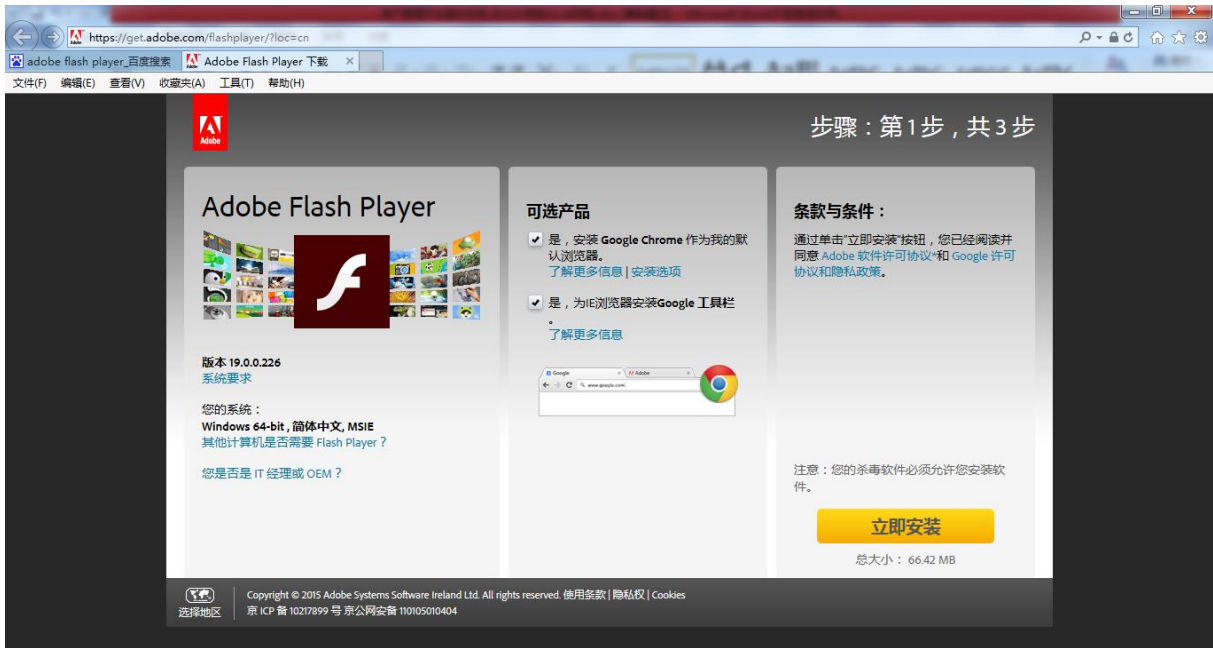 https://get.adobe.com/flashplayer/?loc=cn
adobe flash player_百度搜索
Adobe Flash Player 下载
文件(F) 编辑(E) 查看(V) 收藏夹(A) 工具(T) 帮助(H)
Adobe
步骤：第1步，共3步
Adobe Flash Player
版本 19.0.0.226
系统要求
您的系统：
Windows 64-bit , 简体中文, MSIE
其他计算机是否需要 Flash Player？
您是否是 IT 经理或 OEM？
可选产品
是，安装 Google Chrome 作为我的默
认浏览器。
了解更多信息 | 安装选项
是，为IE浏览器安装Google 工具栏
。
了解更多信息
Google
Adobe
www.google.com
条款与条件：
通过单击"立即安装"按钮，您已经阅读并
同意 Adobe 软件许可协议*和 Google 许可
协议和隐私政策。
注意：您的杀毒软件必须允许您安装软
件。
立即安装
总大小： 66.42 MB
选择地区
Copyright © 2015 Adobe Systems Software Ireland Ltd. All rights reserved. 使用条款 | 隐私权 | Cookies
京 ICP 备 10217899 号 京公网安备 110105010404